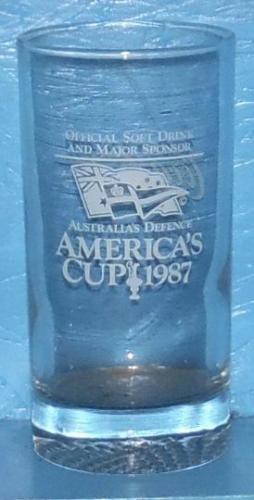 OFFICIAL SOFT DRINK
AND MAJOR SPONSOR
AUSTRALIA'S DEFENCE
AMERICA'S
CUP 1987